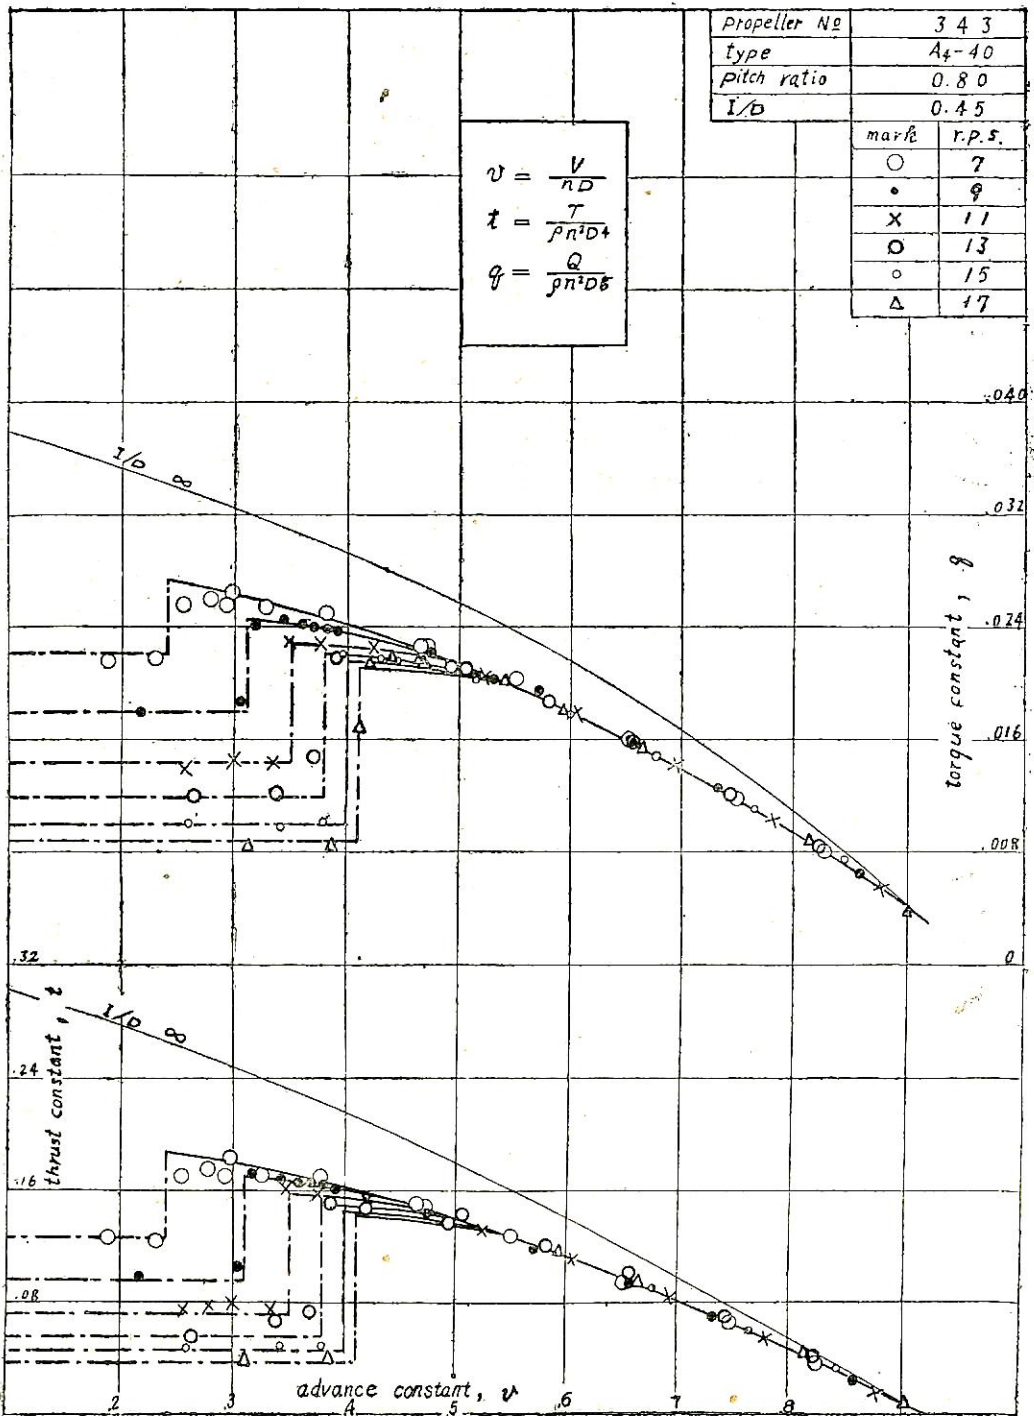 Propeller № 343
type A4-40
Pitch ratio 0.80
I/D 0.45
mark r.p.s.
○ 7
● 9
× 11
○ 13
○ 15
△ 17
v = V / nD
t = T / ρn²D⁴
q = Q / ρn²D⁵
.040
I/D ∞
.032
torque constant, q
.024
.016
.008
.32 0
thrust constant, t
I/D ∞
.24
.16
.08
advance constant, v
.2 .3 .4 .5 .6 .7 .8 .9